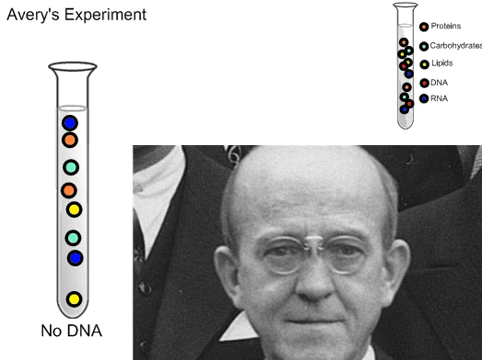 Avery's Experiment
Proteins
Carbohydrates
Lipids
DNA
RNA
No DNA